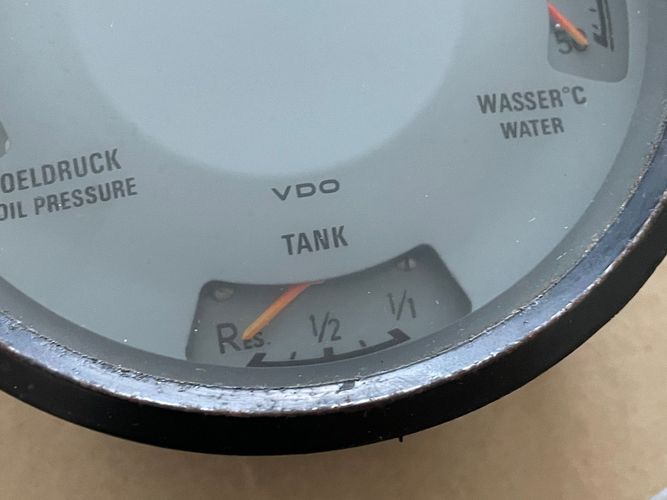 50
WASSER°C
WATER
OELDRUCK
OIL PRESSURE
VDO
TANK
RES. 1/2 1/1